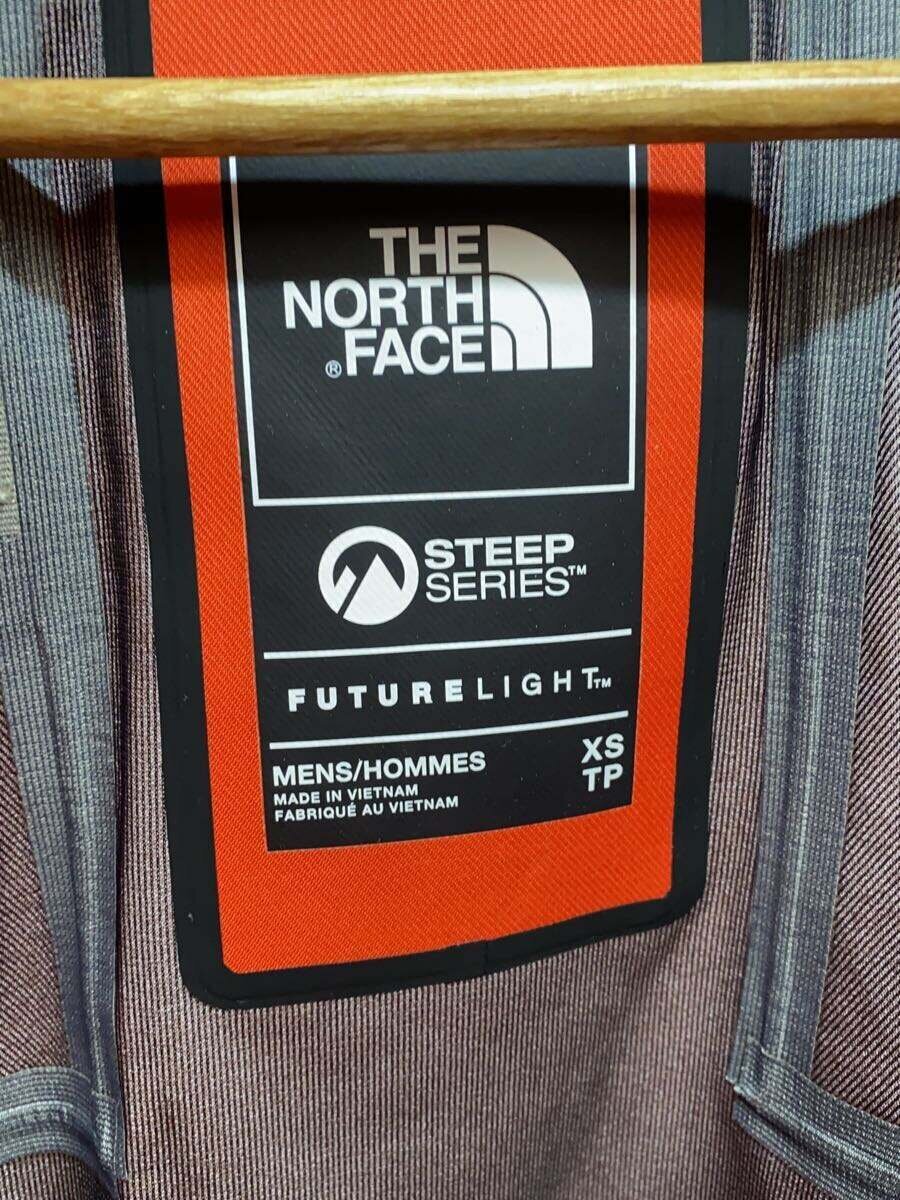 THE
NORTH
®FACE
STEEP
SERIES™
FUTURELIGHT™
MENS/HOMMES XS
MADE IN VIETNAM TP
FABRIQUÉ AU VIETNAM